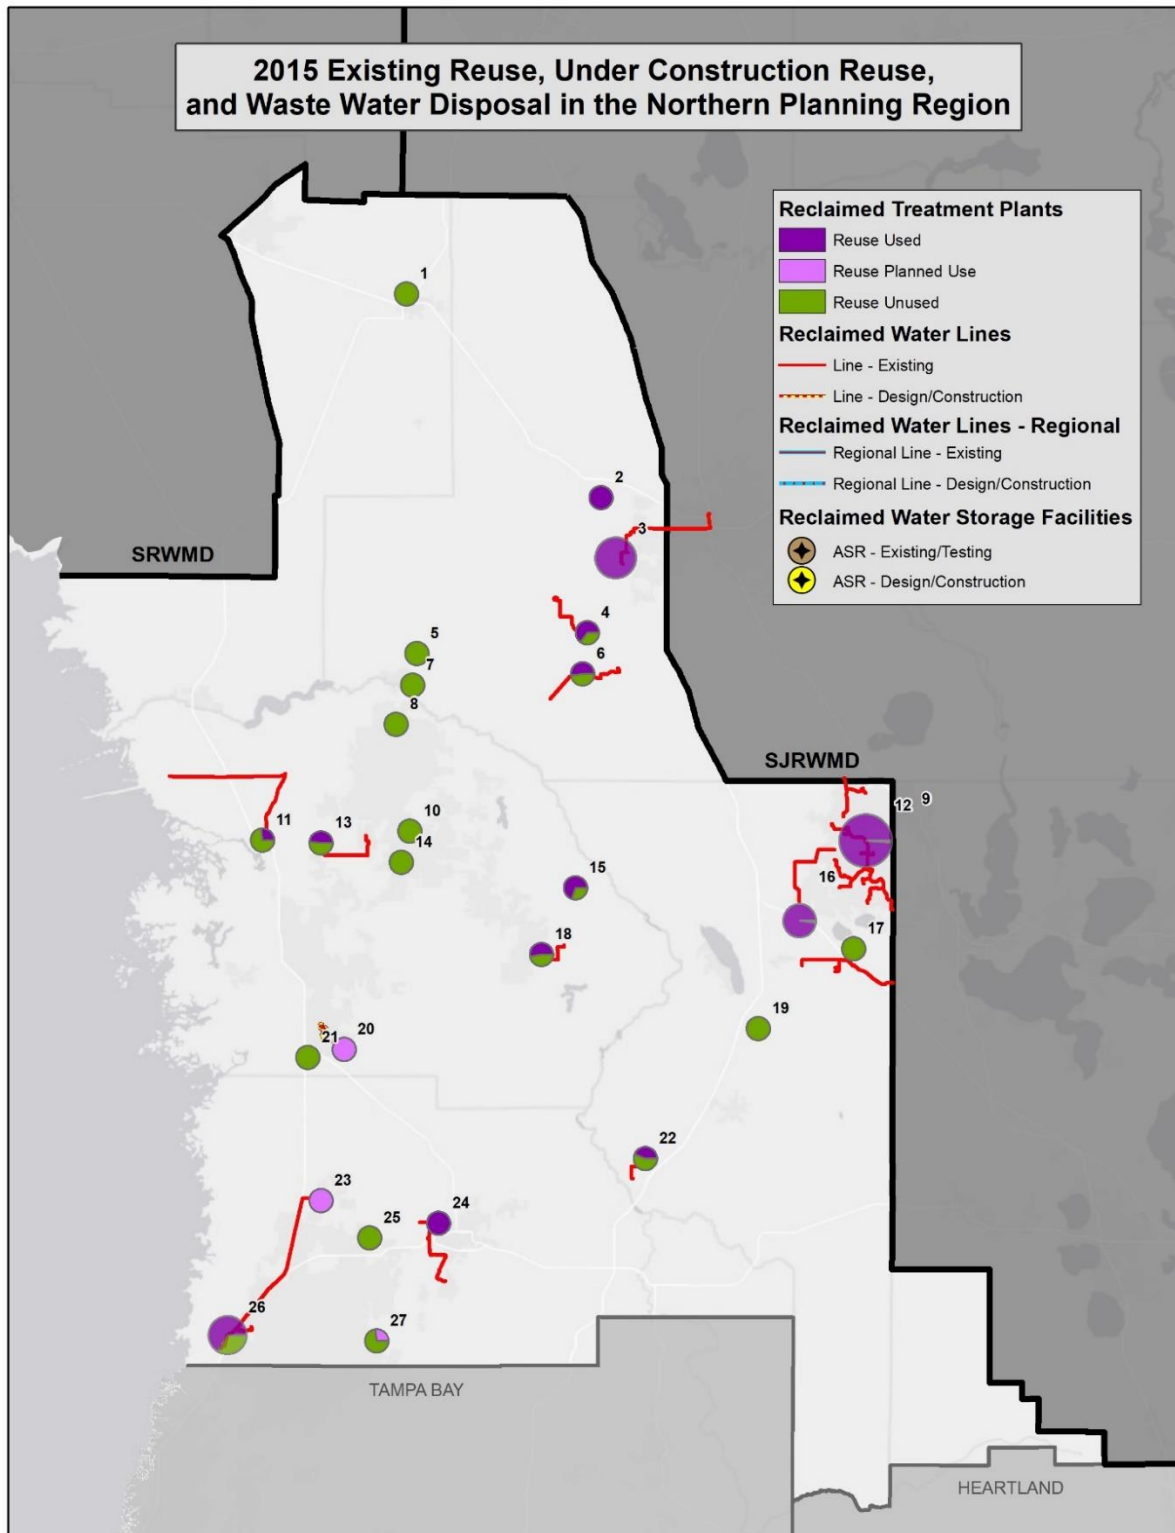 2015 Existing Reuse, Under Construction Reuse,
and Waste Water Disposal in the Northern Planning Region
Reclaimed Treatment Plants
Reuse Used
Reuse Planned Use
Reuse Unused
Reclaimed Water Lines
Line - Existing
Line - Design/Construction
Reclaimed Water Lines - Regional
Regional Line - Existing
Regional Line - Design/Construction
Reclaimed Water Storage Facilities
ASR - Existing/Testing
ASR - Design/Construction
1
2
3
SRWMD
4
5
6
7
8
SJRWMD
12 9
10
11
13
14
15
16
17
18
19
20
21
22
23
24
25
26
27
TAMPA BAY
HEARTLAND